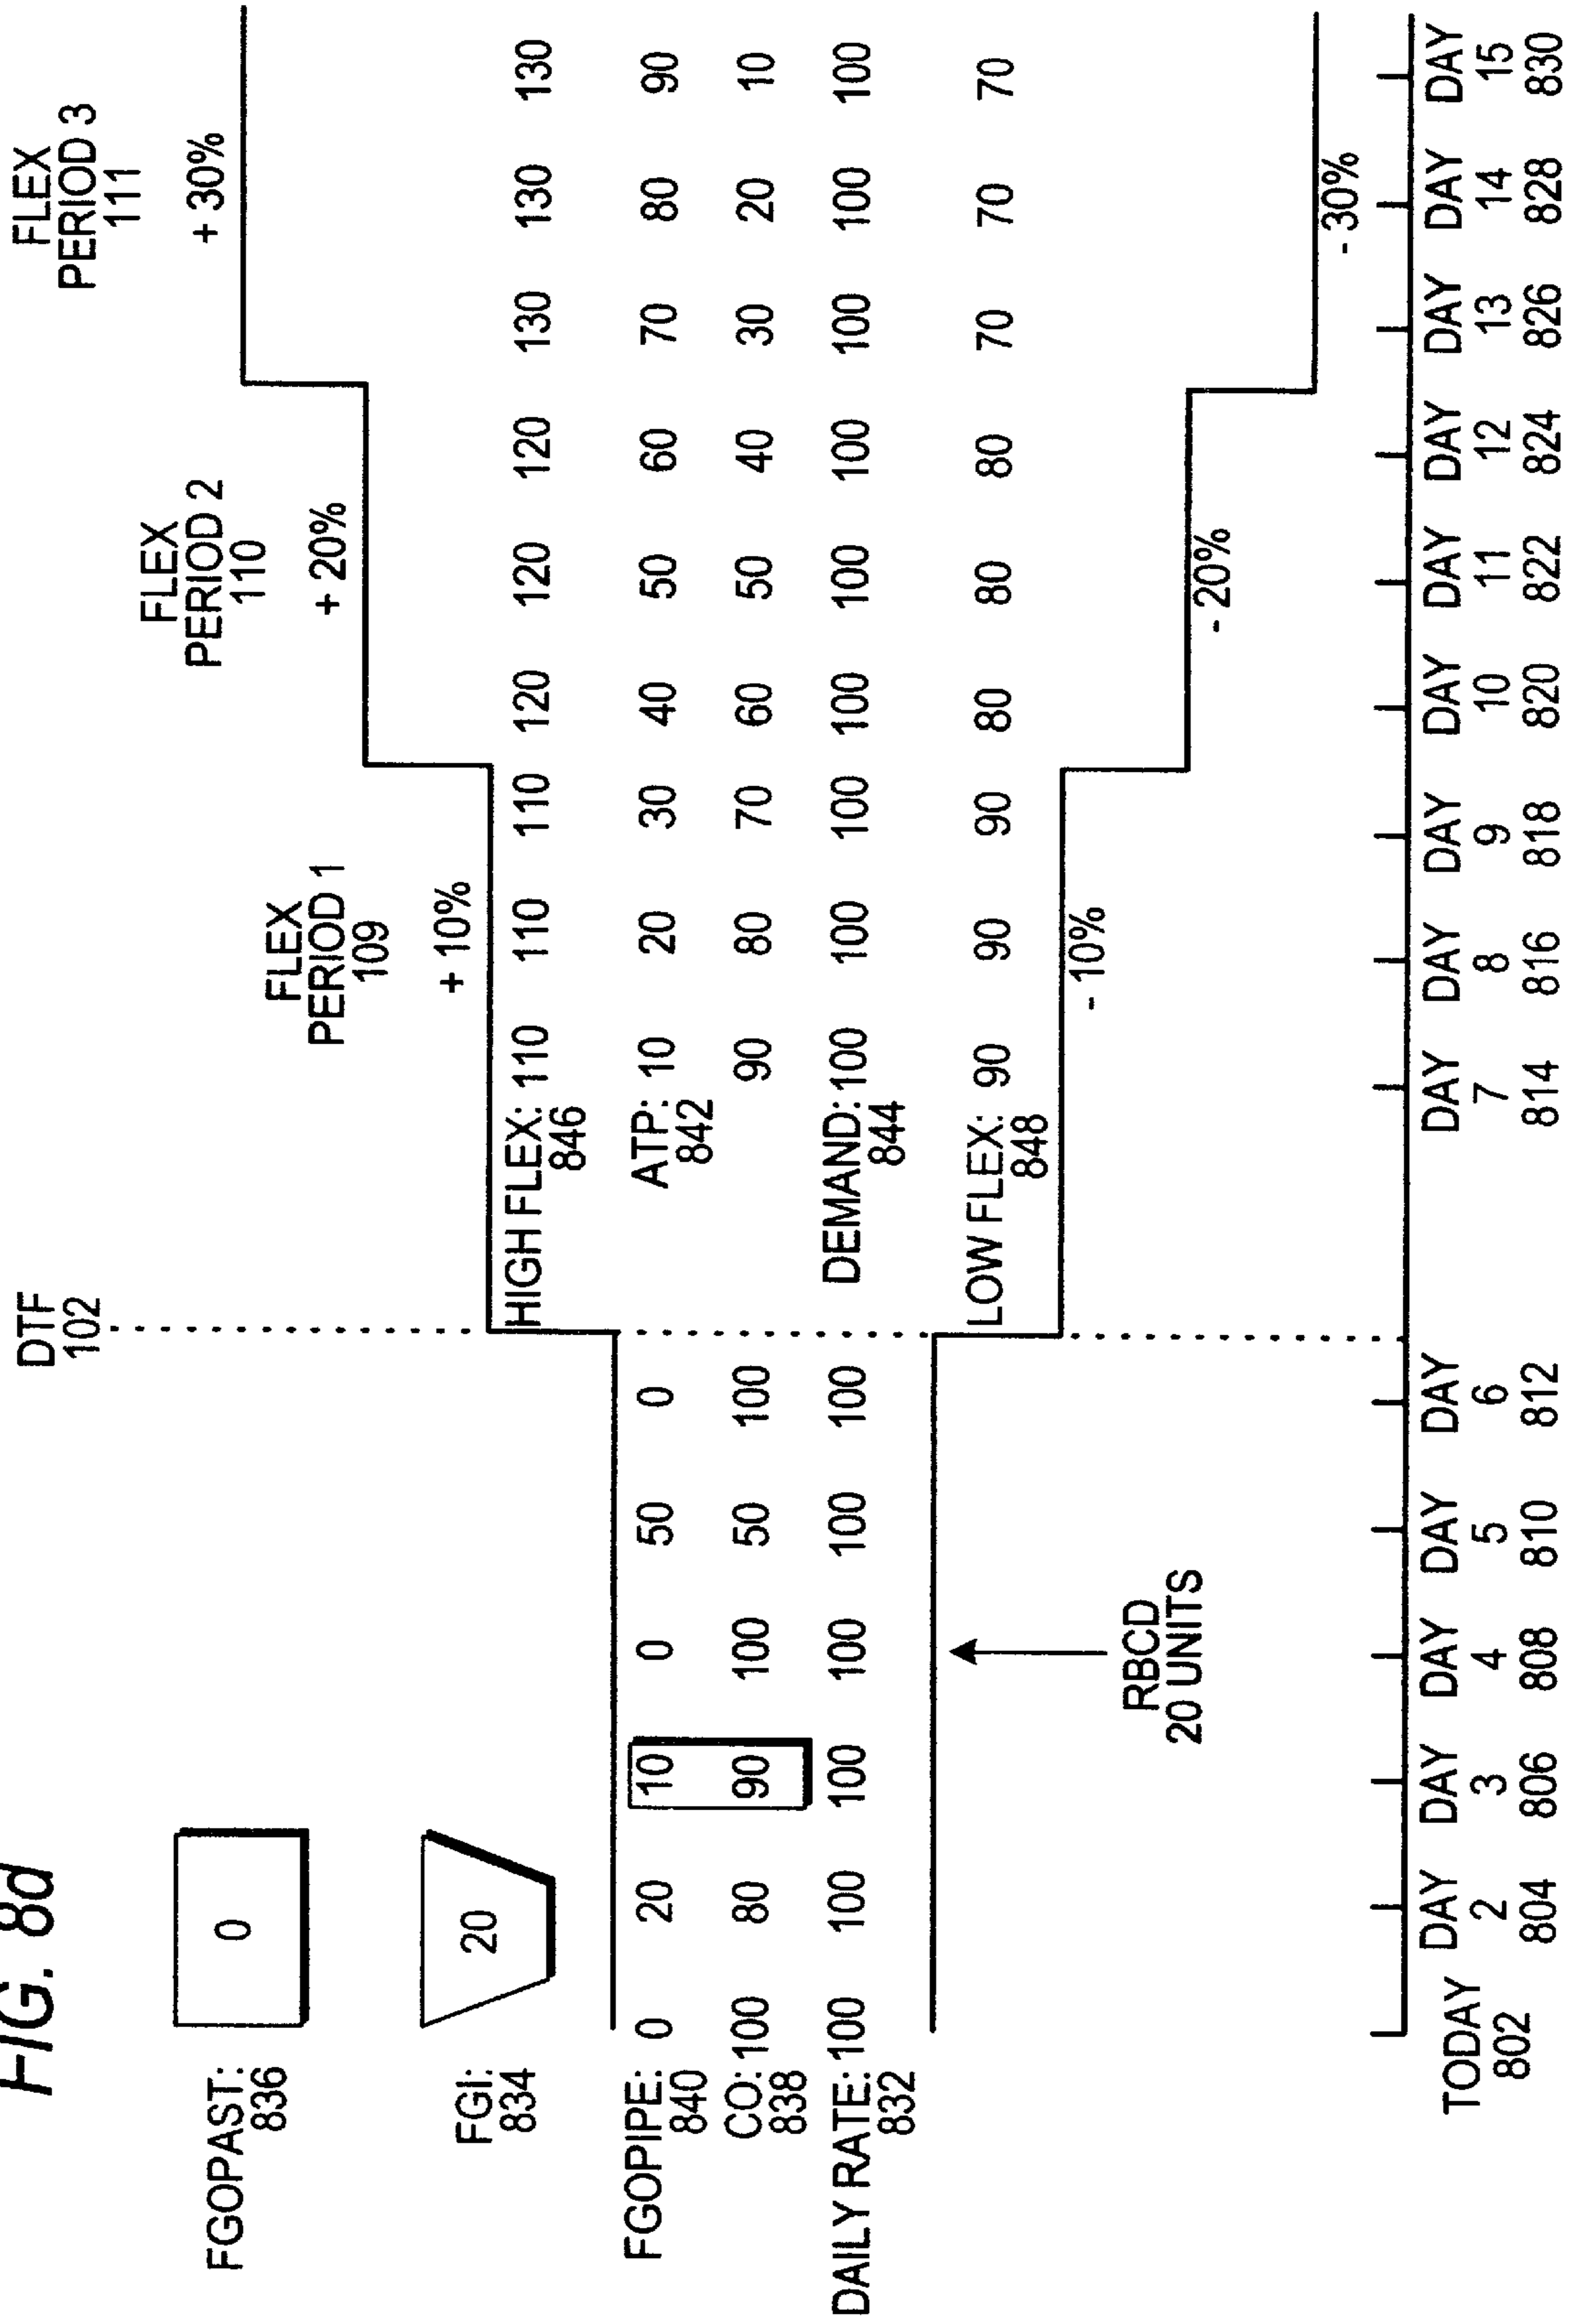 FIG. 8d
DTF
102
FLEX
PERIOD 3
111
+ 30%
FLEX
PERIOD 2
110
+ 20%
FLEX
PERIOD 1
109
+ 10%
FGOPAST:
836
0
FGI:
834
20
HIGH FLEX: 110 110 110 120 120 120 130 130 130
846
FGOPIPE: 0 20 10 0 50 0
840
ATP: 10 20 30 40 50 60 70 80 90
842
CO: 100 80 90 100 50 100 90 80 70 60 50 40 30 20 10
838
DAILY RATE: 100 100 100 100 100 100
832
DEMAND: 100 100 100 100 100 100 100 100 100
844
LOW FLEX: 90 90 90 80 80 80 70 70 70
848
- 10%
- 20%
- 30%
RBCD
20 UNITS
TODAY DAY DAY DAY DAY DAY DAY DAY DAY DAY DAY DAY DAY DAY DAY
2 3 4 5 6 7 8 9 10 11 12 13 14 15
802 804 806 808 810 812 814 816 818 820 822 824 826 828 830